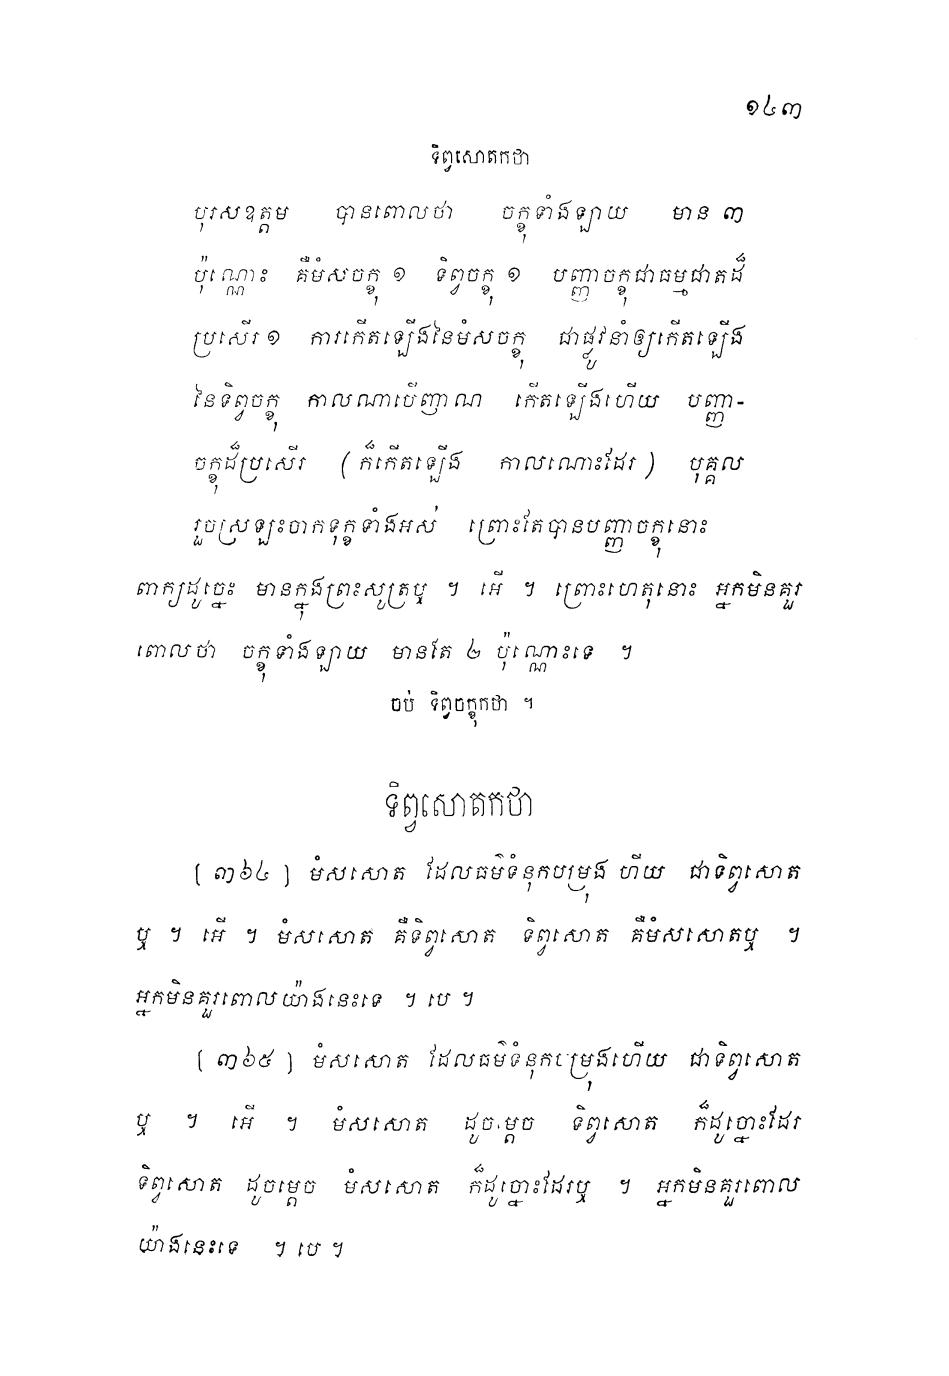 ១៤៣
ទិព្វសោតកថា
បុរសឧត្តម បានពោលថា ចក្ខុទាំងឡាយ មាន ៣
ប៉ុណ្ណោះ គឺមំសចក្ខុ ១ ទិព្វចក្ខុ ១ បញ្ញាចក្ខុជាធម្មជាតដ៏
ប្រសើរ ១ ការកើតឡើងនៃមំសចក្ខុ ជាផ្លូវនាំឲ្យកើតឡើង
នៃទិព្វចក្ខុ កាលណាបើញាណ កើតឡើងហើយ បញ្ញា-
ចក្ខុដ៏ប្រសើរ (ក៏កើតឡើង កាលណោះដែរ) បុគ្គល
រួចស្រឡះចាកទុក្ខទាំងអស់ ព្រោះតែបានបញ្ញាចក្ខុនោះ
ពាក្យដូច្នេះ មានក្នុងព្រះសូត្រឬ ។ អើ ។ ព្រោះហេតុនោះ អ្នកមិនគួរ
ពោលថា ចក្ខុទាំងឡាយ មានតែ ២ ប៉ុណ្ណោះទេ ។
ចប់ ទិព្វចក្ខុកថា ។
ទិព្វសោតកថា
[ ៣៦៤ ] មំសសោត ដែលធម៌ទំនុកបម្រុង ហើយ ជាទិព្វសោត
ឬ ។ អើ ។ មំសសោត គឺទិព្វសោត ទិព្វសោត គឺមំសសោតឬ ។
អ្នកមិនគួរពោលយ៉ាងនេះទេ ។ បេ ។
[ ៣៦៥ ] មំសសោត ដែលធម៌ទំនុកបម្រុងហើយ ជាទិព្វសោត
ឬ ។ អើ ។ មំសសោត ដូចម្តេច ទិព្វសោត ក៏ដូច្នោះដែរ
ទិព្វសោត ដូចម្តេច មំសសោត ក៏ដូច្នោះដែរឬ ។ អ្នកមិនគួរពោល
យ៉ាងនេះទេ ។ បេ ។